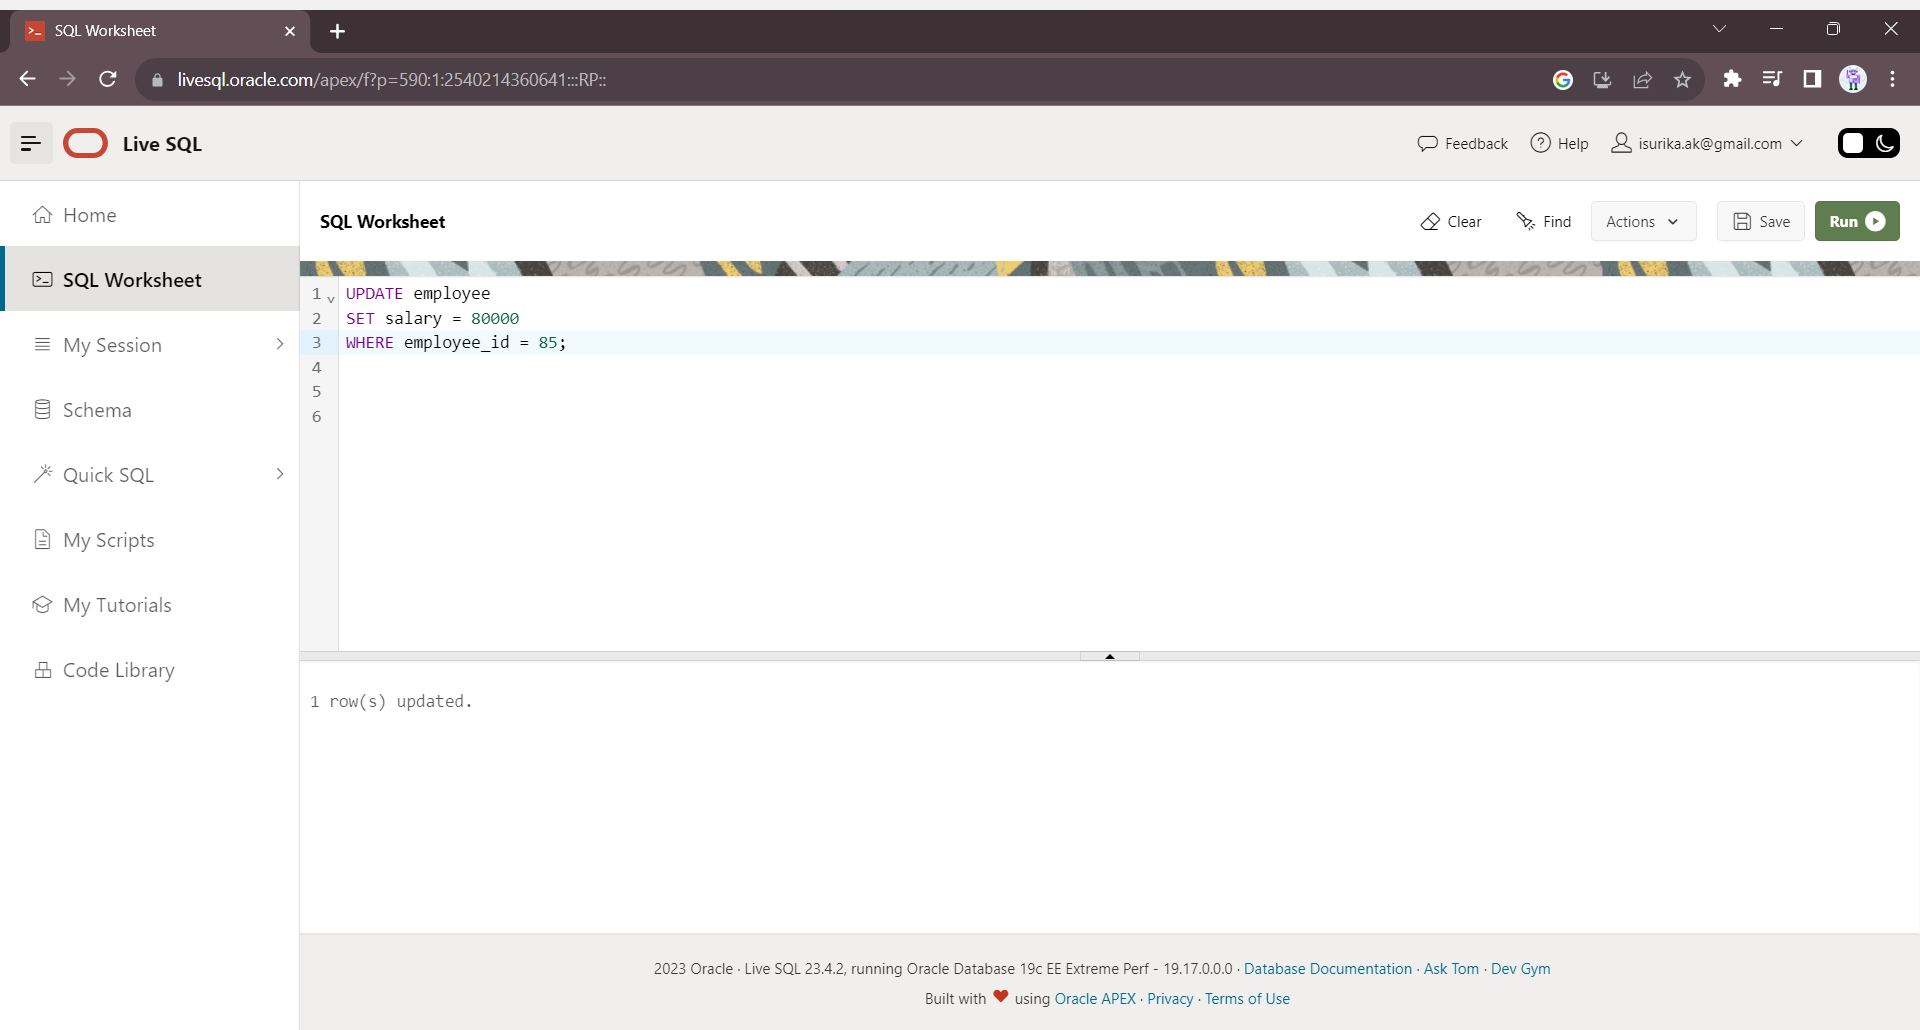 SQL Worksheet
livesql.oracle.com/apex/f?p=590:1:2540214360641:::RP::
Live SQL
Feedback
Help
isurika.ak@gmail.com
Home
SQL Worksheet
My Session
Schema
Quick SQL
My Scripts
My Tutorials
Code Library
SQL Worksheet
Clear
Find
Actions
Save
Run
1 UPDATE employee
2 SET salary = 80000
3 WHERE employee_id = 85;
4
5
6
1 row(s) updated.
2023 Oracle · Live SQL 23.4.2, running Oracle Database 19c EE Extreme Perf - 19.17.0.0.0 · Database Documentation · Ask Tom · Dev Gym
Built with ❤ using Oracle APEX · Privacy · Terms of Use